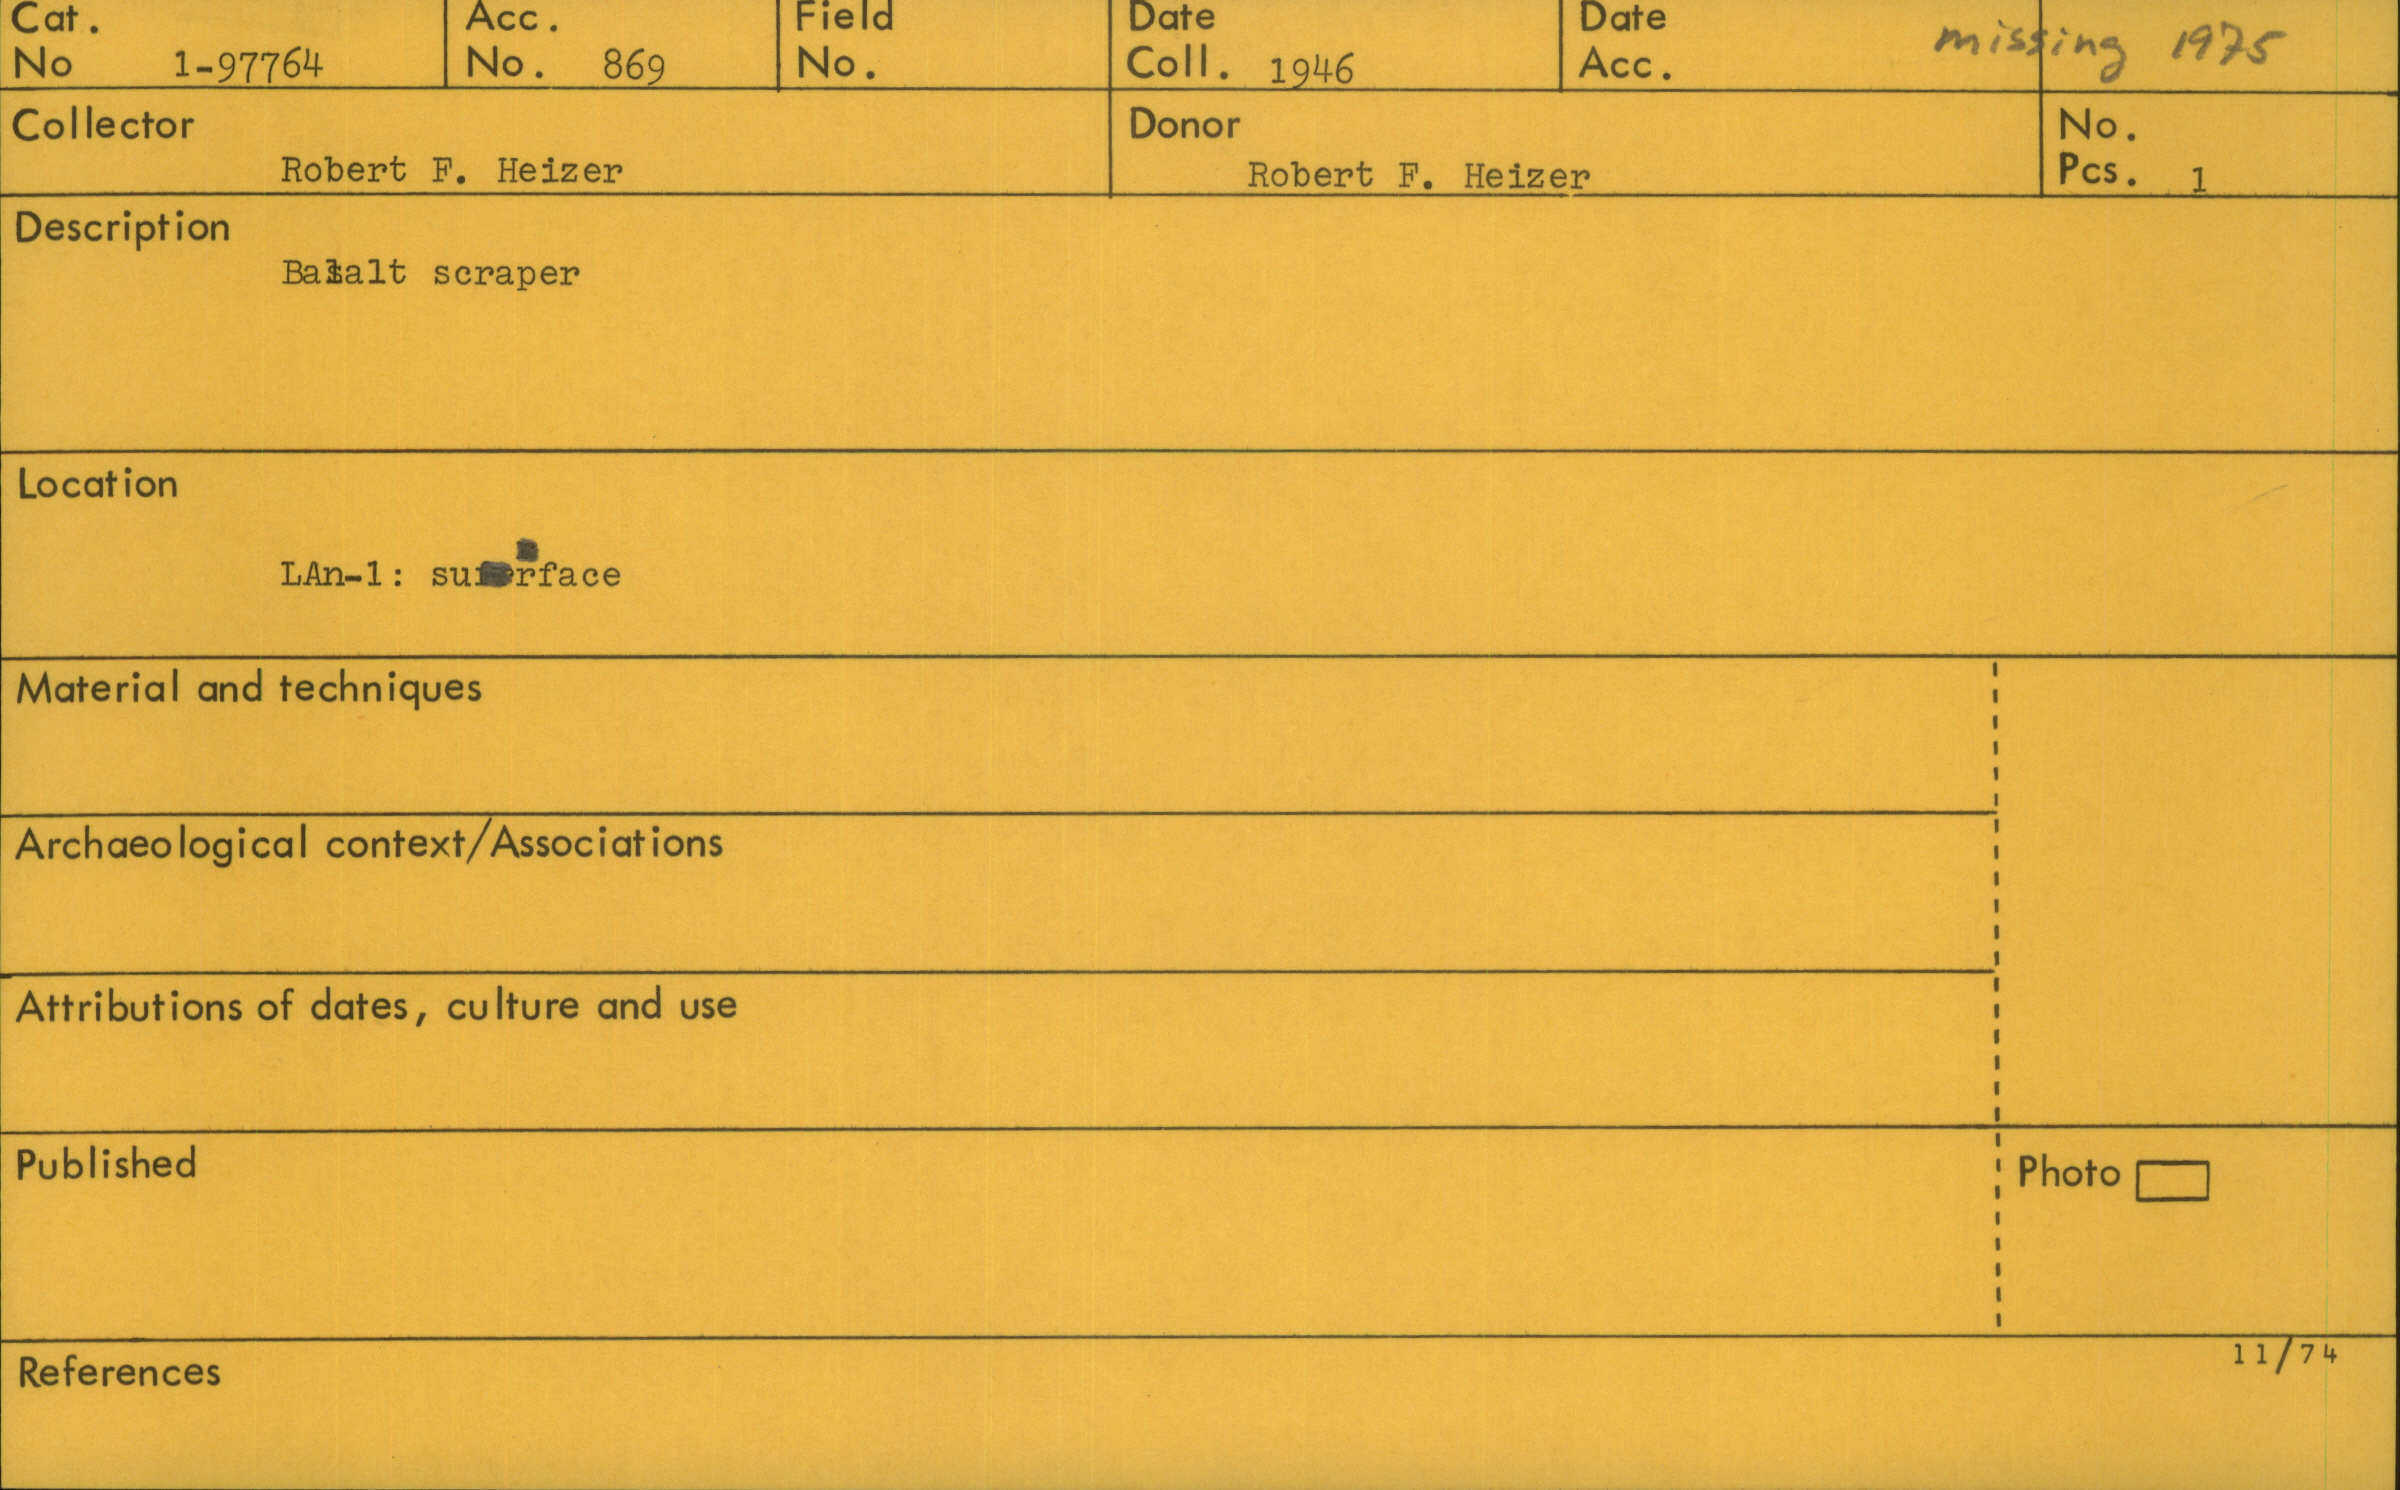 Cat. No 1-97764
Acc. No. 869
Field No.
Date Coll. 1946
Date Acc.
missing 1975
Collector
Robert F. Heizer
Donor
Robert F. Heizer
No. Pcs. 1
Description
Basalt scraper
Location
LAn-1: surface
Material and techniques
Archaeological context/Associations
Attributions of dates, culture and use
Published
Photo
References
11/74